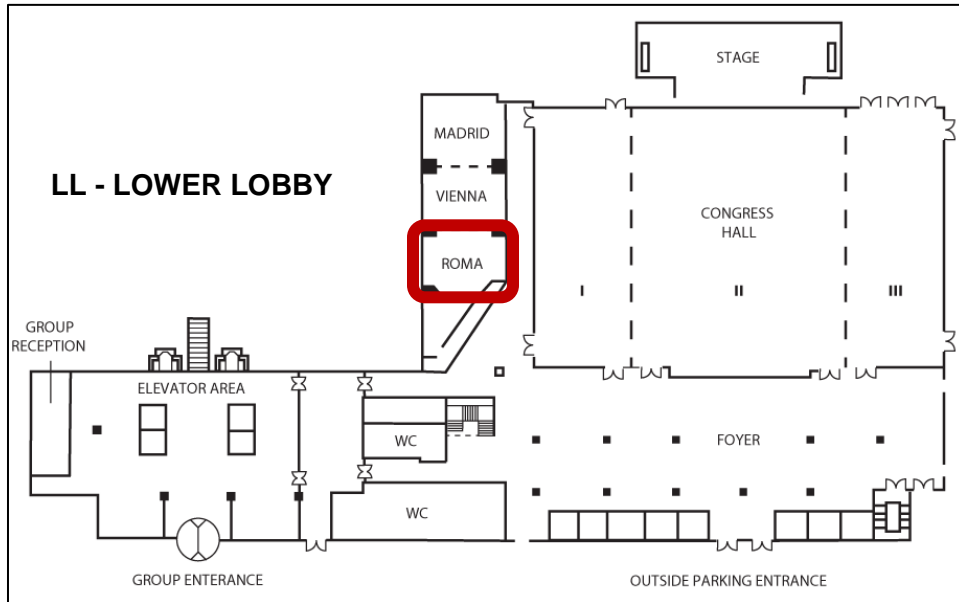 STAGE
MADRID
LL - LOWER LOBBY
VIENNA
CONGRESS
HALL
ROMA
I
II
III
GROUP
RECEPTION
ELEVATOR AREA
WC
FOYER
WC
GROUP ENTERANCE
OUTSIDE PARKING ENTRANCE